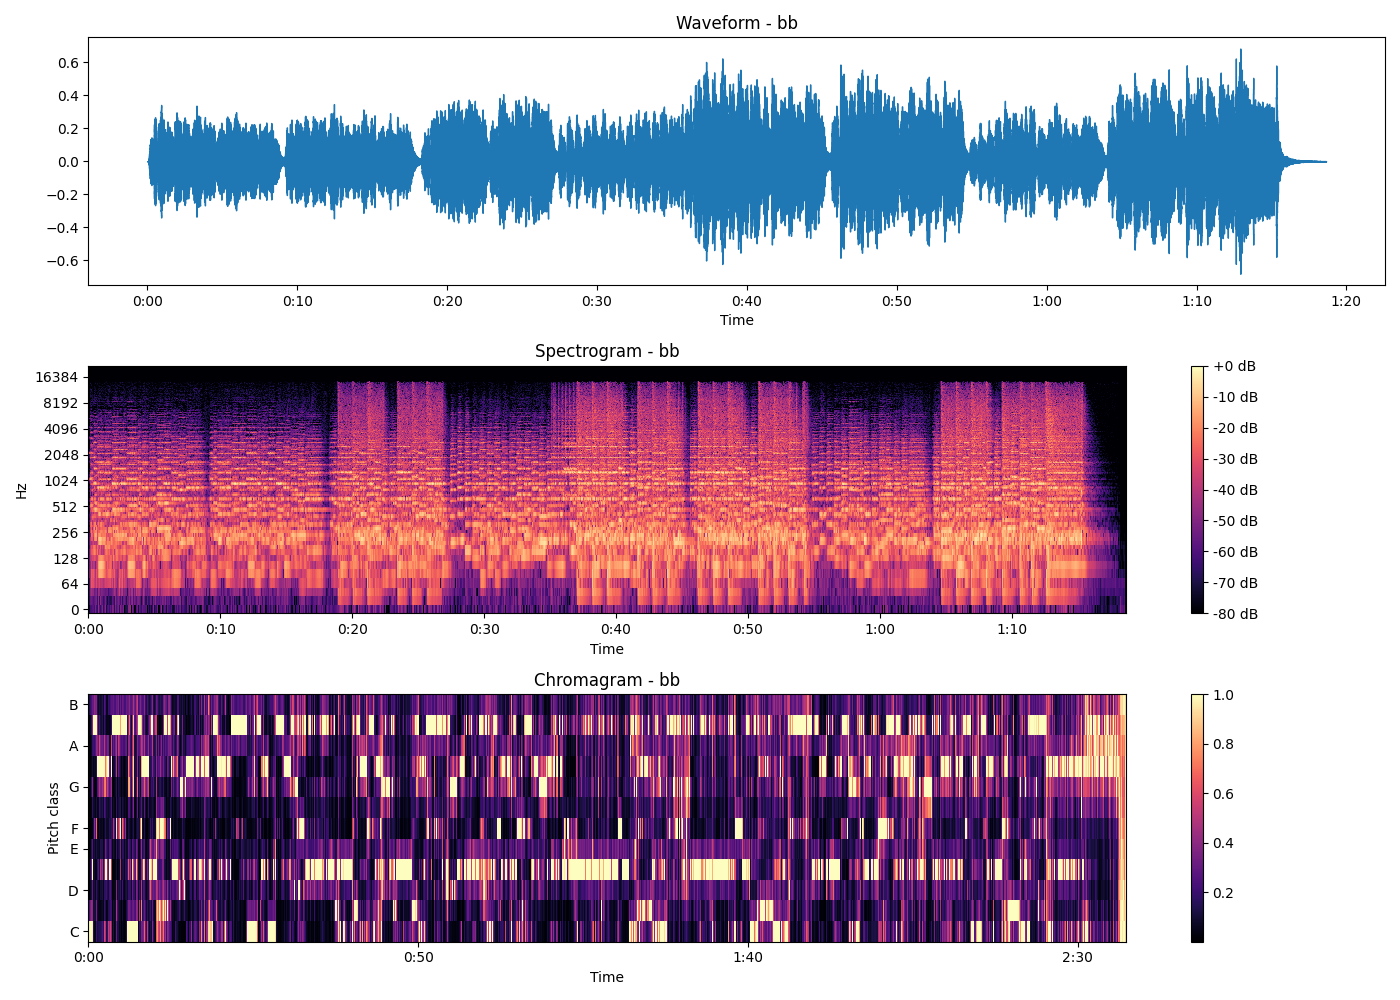 Waveform - bb
0.6
0.4
0.2
0.0
−0.2
−0.4
−0.6
0:00 0:10 0:20 0:30 0:40 0:50 1:00 1:10 1:20
Time
Spectrogram - bb
Hz
16384
8192
4096
2048
1024
512
256
128
64
0
0:00 0:10 0:20 0:30 0:40 0:50 1:00 1:10
Time
+0 dB
-10 dB
-20 dB
-30 dB
-40 dB
-50 dB
-60 dB
-70 dB
-80 dB
Chromagram - bb
Pitch class
B
A
G
F
E
D
C
0:00 0:50 1:40 2:30
Time
1.0
0.8
0.6
0.4
0.2